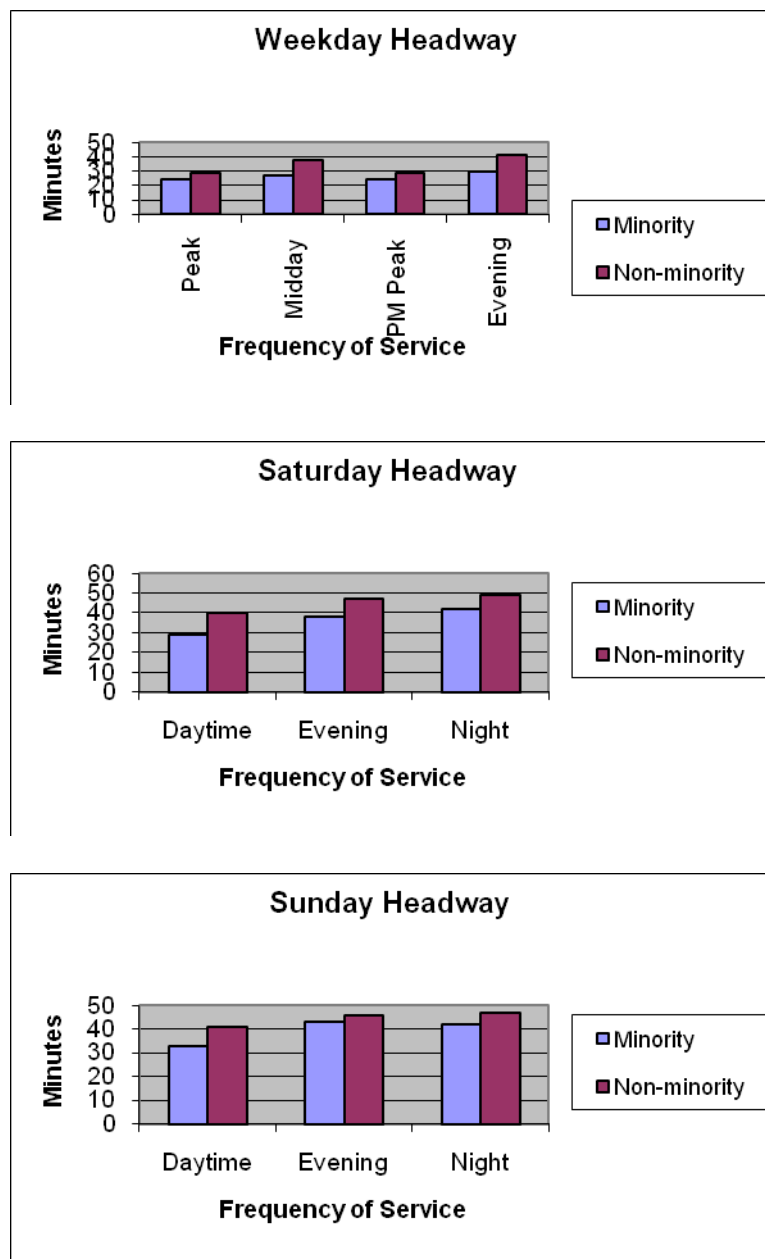 Weekday Headway
Minutes
50
40
30
20
10
0
Peak
Midday
PM Peak
Evening
Frequency of Service
Minority
Non-minority
Saturday Headway
Minutes
60
50
40
30
20
10
0
Daytime Evening Night
Frequency of Service
Minority
Non-minority
Sunday Headway
Minutes
50
40
30
20
10
0
Daytime Evening Night
Frequency of Service
Minority
Non-minority